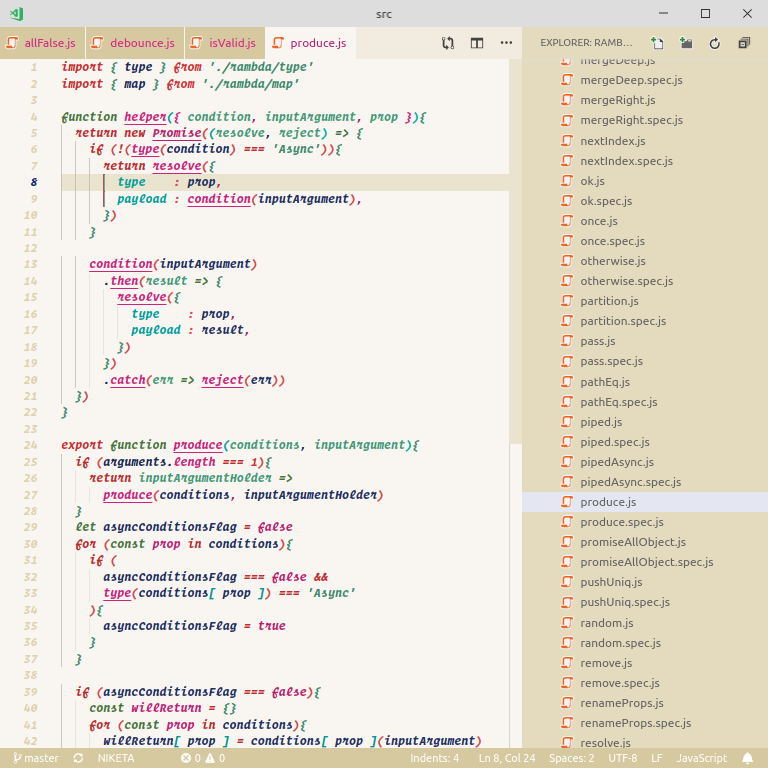 src
allFalse.js
debounce.js
isValid.js
produce.js
1 import { type } from './rambda/type'
2 import { map } from './rambda/map'
3
4 function helper({ condition, inputArgument, prop }){
5 return new Promise((resolve, reject) => {
6 if (!(type(condition) === 'Async')){
7 return resolve({
8 type : prop,
9 payload : condition(inputArgument),
10 })
11 }
12
13 condition(inputArgument)
14 .then(result => {
15 resolve({
16 type : prop,
17 payload : result,
18 })
19 })
20 .catch(err => reject(err))
21 })
22 }
23
24 export function produce(conditions, inputArgument){
25 if (arguments.length === 1){
26 return inputArgumentHolder =>
27 produce(conditions, inputArgumentHolder)
28 }
29 let asyncConditionsFlag = false
30 for (const prop in conditions){
31 if (
32 asyncConditionsFlag === false &&
33 type(conditions[ prop ]) === 'Async'
34 ){
35 asyncConditionsFlag = true
36 }
37 }
38
39 if (asyncConditionsFlag === false){
40 const willReturn = {}
41 for (const prop in conditions){
42 willReturn[ prop ] = conditions[ prop ](inputArgument)
EXPLORER: RAMB...
mergeDeep.js
mergeDeep.spec.js
mergeRight.js
mergeRight.spec.js
nextIndex.js
nextIndex.spec.js
ok.js
ok.spec.js
once.js
once.spec.js
otherwise.js
otherwise.spec.js
partition.js
partition.spec.js
pass.js
pass.spec.js
pathEq.js
pathEq.spec.js
piped.js
piped.spec.js
pipedAsync.js
pipedAsync.spec.js
produce.js
produce.spec.js
promiseAllObject.js
promiseAllObject.spec.js
pushUniq.js
pushUniq.spec.js
random.js
random.spec.js
remove.js
remove.spec.js
renameProps.js
renameProps.spec.js
resolve.js
master NIKETA 0 0 Indents: 4 Ln 8, Col 24 Spaces: 2 UTF-8 LF JavaScript